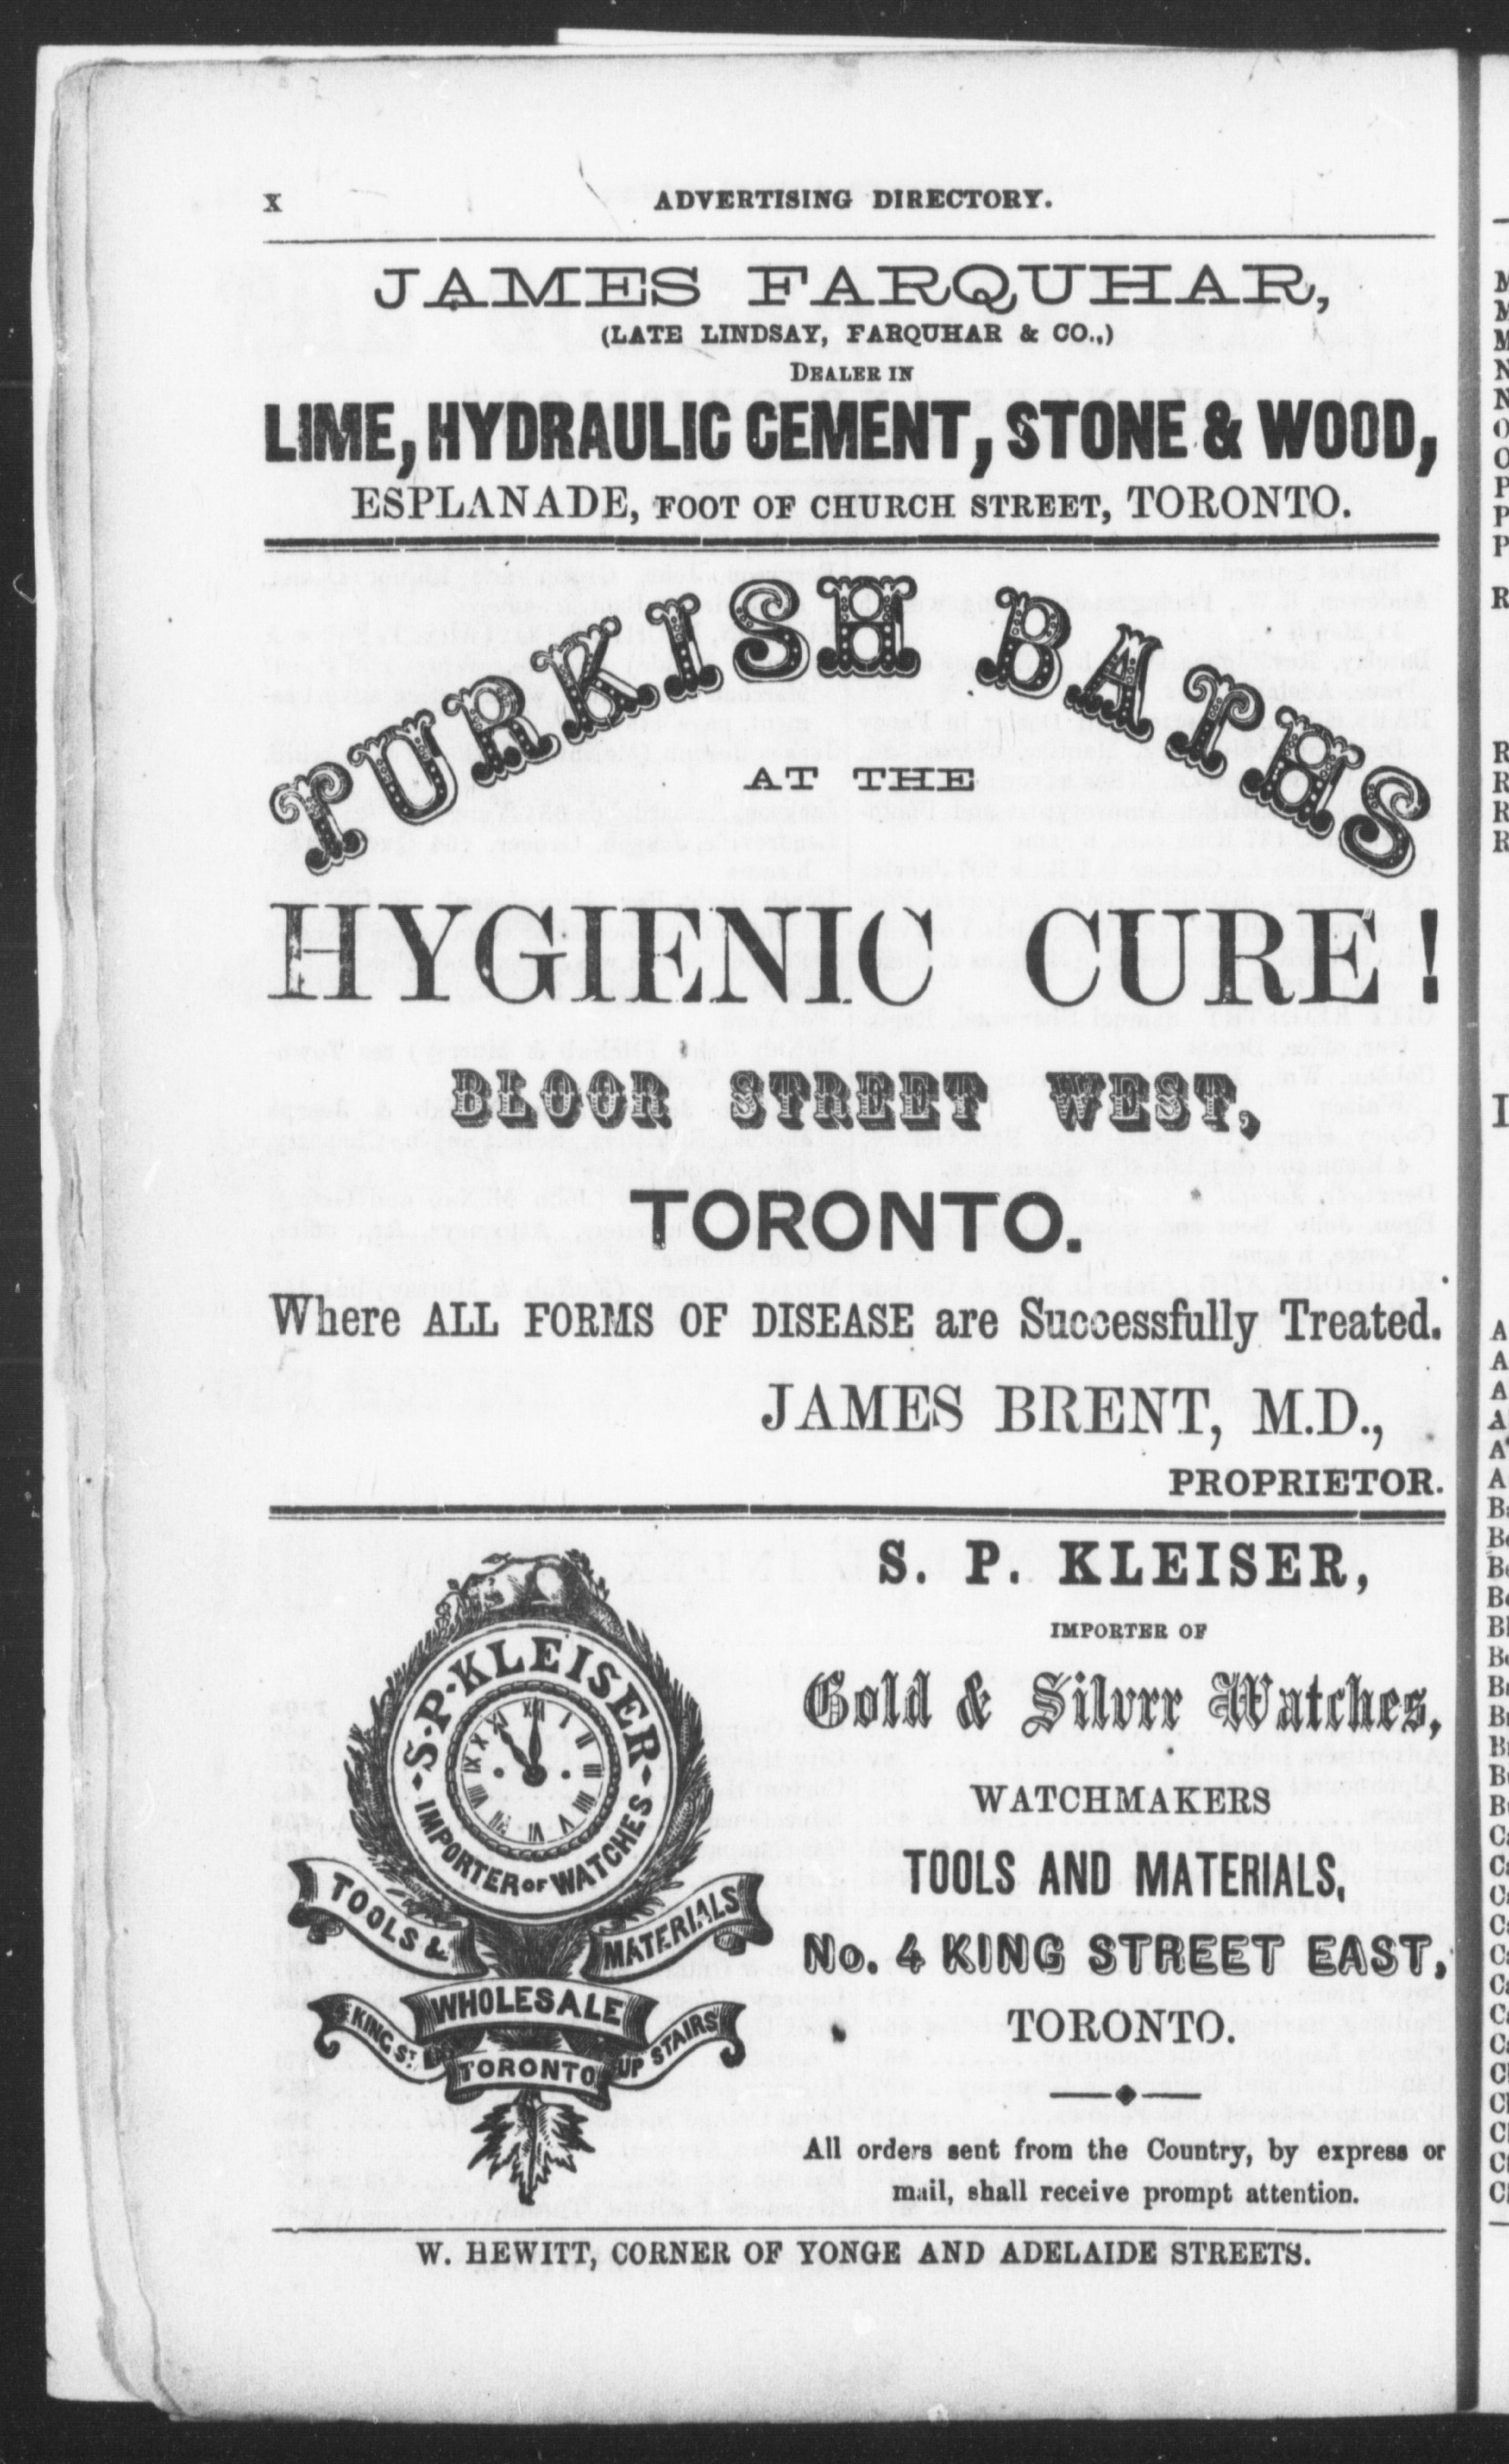 x ADVERTISING DIRECTORY.
JAMES FARQUHAR,
(LATE LINDSAY, FARQUHAR & CO.,)
DEALER IN
LIME, HYDRAULIC CEMENT, STONE & WOOD,
ESPLANADE, FOOT OF CHURCH STREET, TORONTO.
TURKISH BATHS
AT THE
HYGIENIC CURE!
BLOOR STREET WEST,
TORONTO.
Where ALL FORMS OF DISEASE are Successfully Treated.
JAMES BRENT, M.D.,
PROPRIETOR.
S. P. KLEISER,
IMPORTER OF
Gold & Silvrr Watches,
WATCHMAKERS
TOOLS AND MATERIALS,
No. 4 KING STREET EAST,
TORONTO.
All orders sent from the Country, by express or
mail, shall receive prompt attention.
S·P·KLEISER
IMPORTER OF WATCHES
TOOLS &
MATERIALS
WHOLESALE
KING ST
TORONTO
UP STAIRS
W. HEWITT, CORNER OF YONGE AND ADELAIDE STREETS.